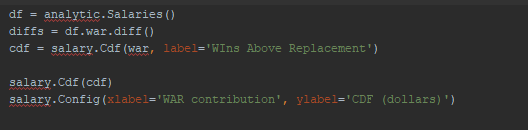 df = analytic.Salaries()
diffs = df.war.diff()
cdf = salary.Cdf(war, label='WIns Above Replacement')
salary.Cdf(cdf)
salary.Config(xlabel='WAR contribution', ylabel='CDF (dollars)')